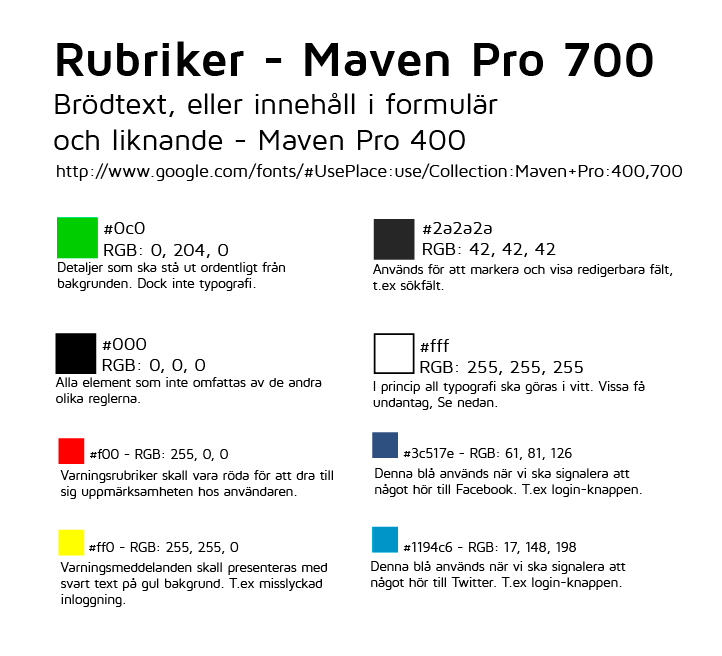 Rubriker - Maven Pro 700
Brödtext, eller innehåll i formulär
och liknande - Maven Pro 400
http://www.google.com/fonts/#UsePlace:use/Collection:Maven+Pro:400,700
#0c0
RGB: 0, 204, 0
Detaljer som ska stå ut ordentligt från
bakgrunden. Dock inte typografi.
#2a2a2a
RGB: 42, 42, 42
Används för att markera och visa redigerbara fält,
t.ex sökfält.
#000
RGB: 0, 0, 0
Alla element som inte omfattas av de andra
olika reglerna.
#fff
RGB: 255, 255, 255
I princip all typografi ska göras i vitt. Vissa få
undantag, Se nedan.
#f00 - RGB: 255, 0, 0
Varningsrubriker skall vara röda för att dra till
sig uppmärksamheten hos användaren.
#3c517e - RGB: 61, 81, 126
Denna blå används när vi ska signalera att
något hör till Facebook. T.ex login-knappen.
#ff0 - RGB: 255, 255, 0
Varningsmeddelanden skall presenteras med
svart text på gul bakgrund. T.ex misslyckad
inloggning.
#1194c6 - RGB: 17, 148, 198
Denna blå används när vi ska signalera att
något hör till Twitter. T.ex login-knappen.